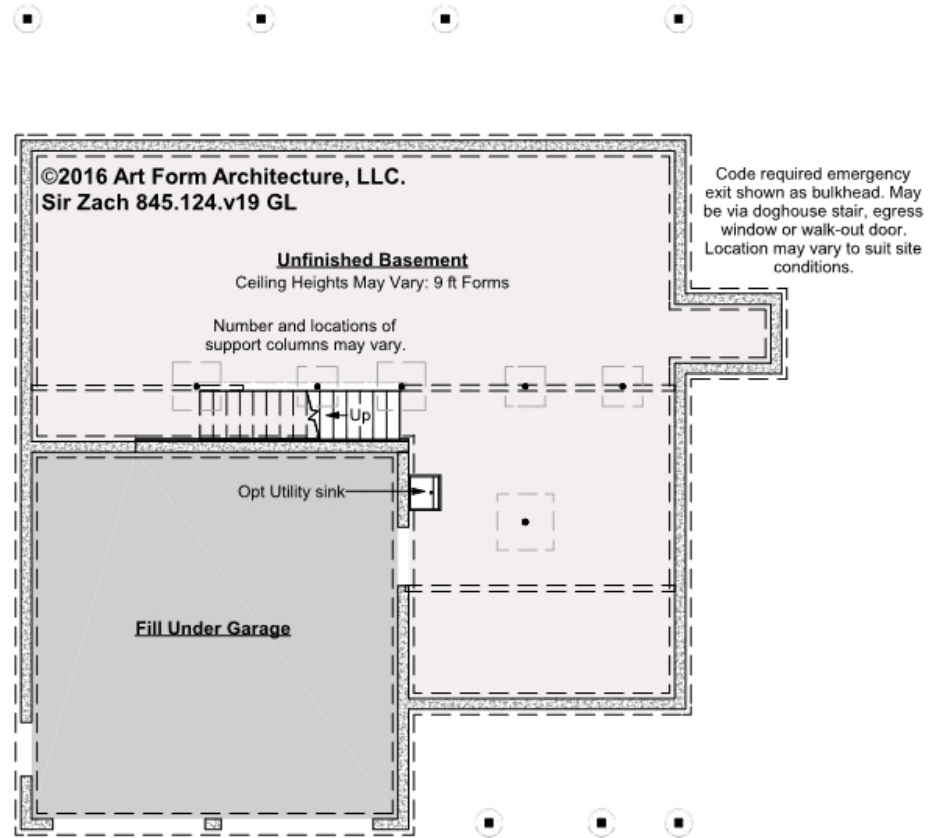 ©2016 Art Form Architecture, LLC.
Sir Zach 845.124.v19 GL
Code required emergency
exit shown as bulkhead. May
be via doghouse stair, egress
window or walk-out door.
Location may vary to suit site
conditions.
Unfinished Basement
Ceiling Heights May Vary: 9 ft Forms
Number and locations of
support columns may vary.
Up
Opt Utility sink
Fill Under Garage